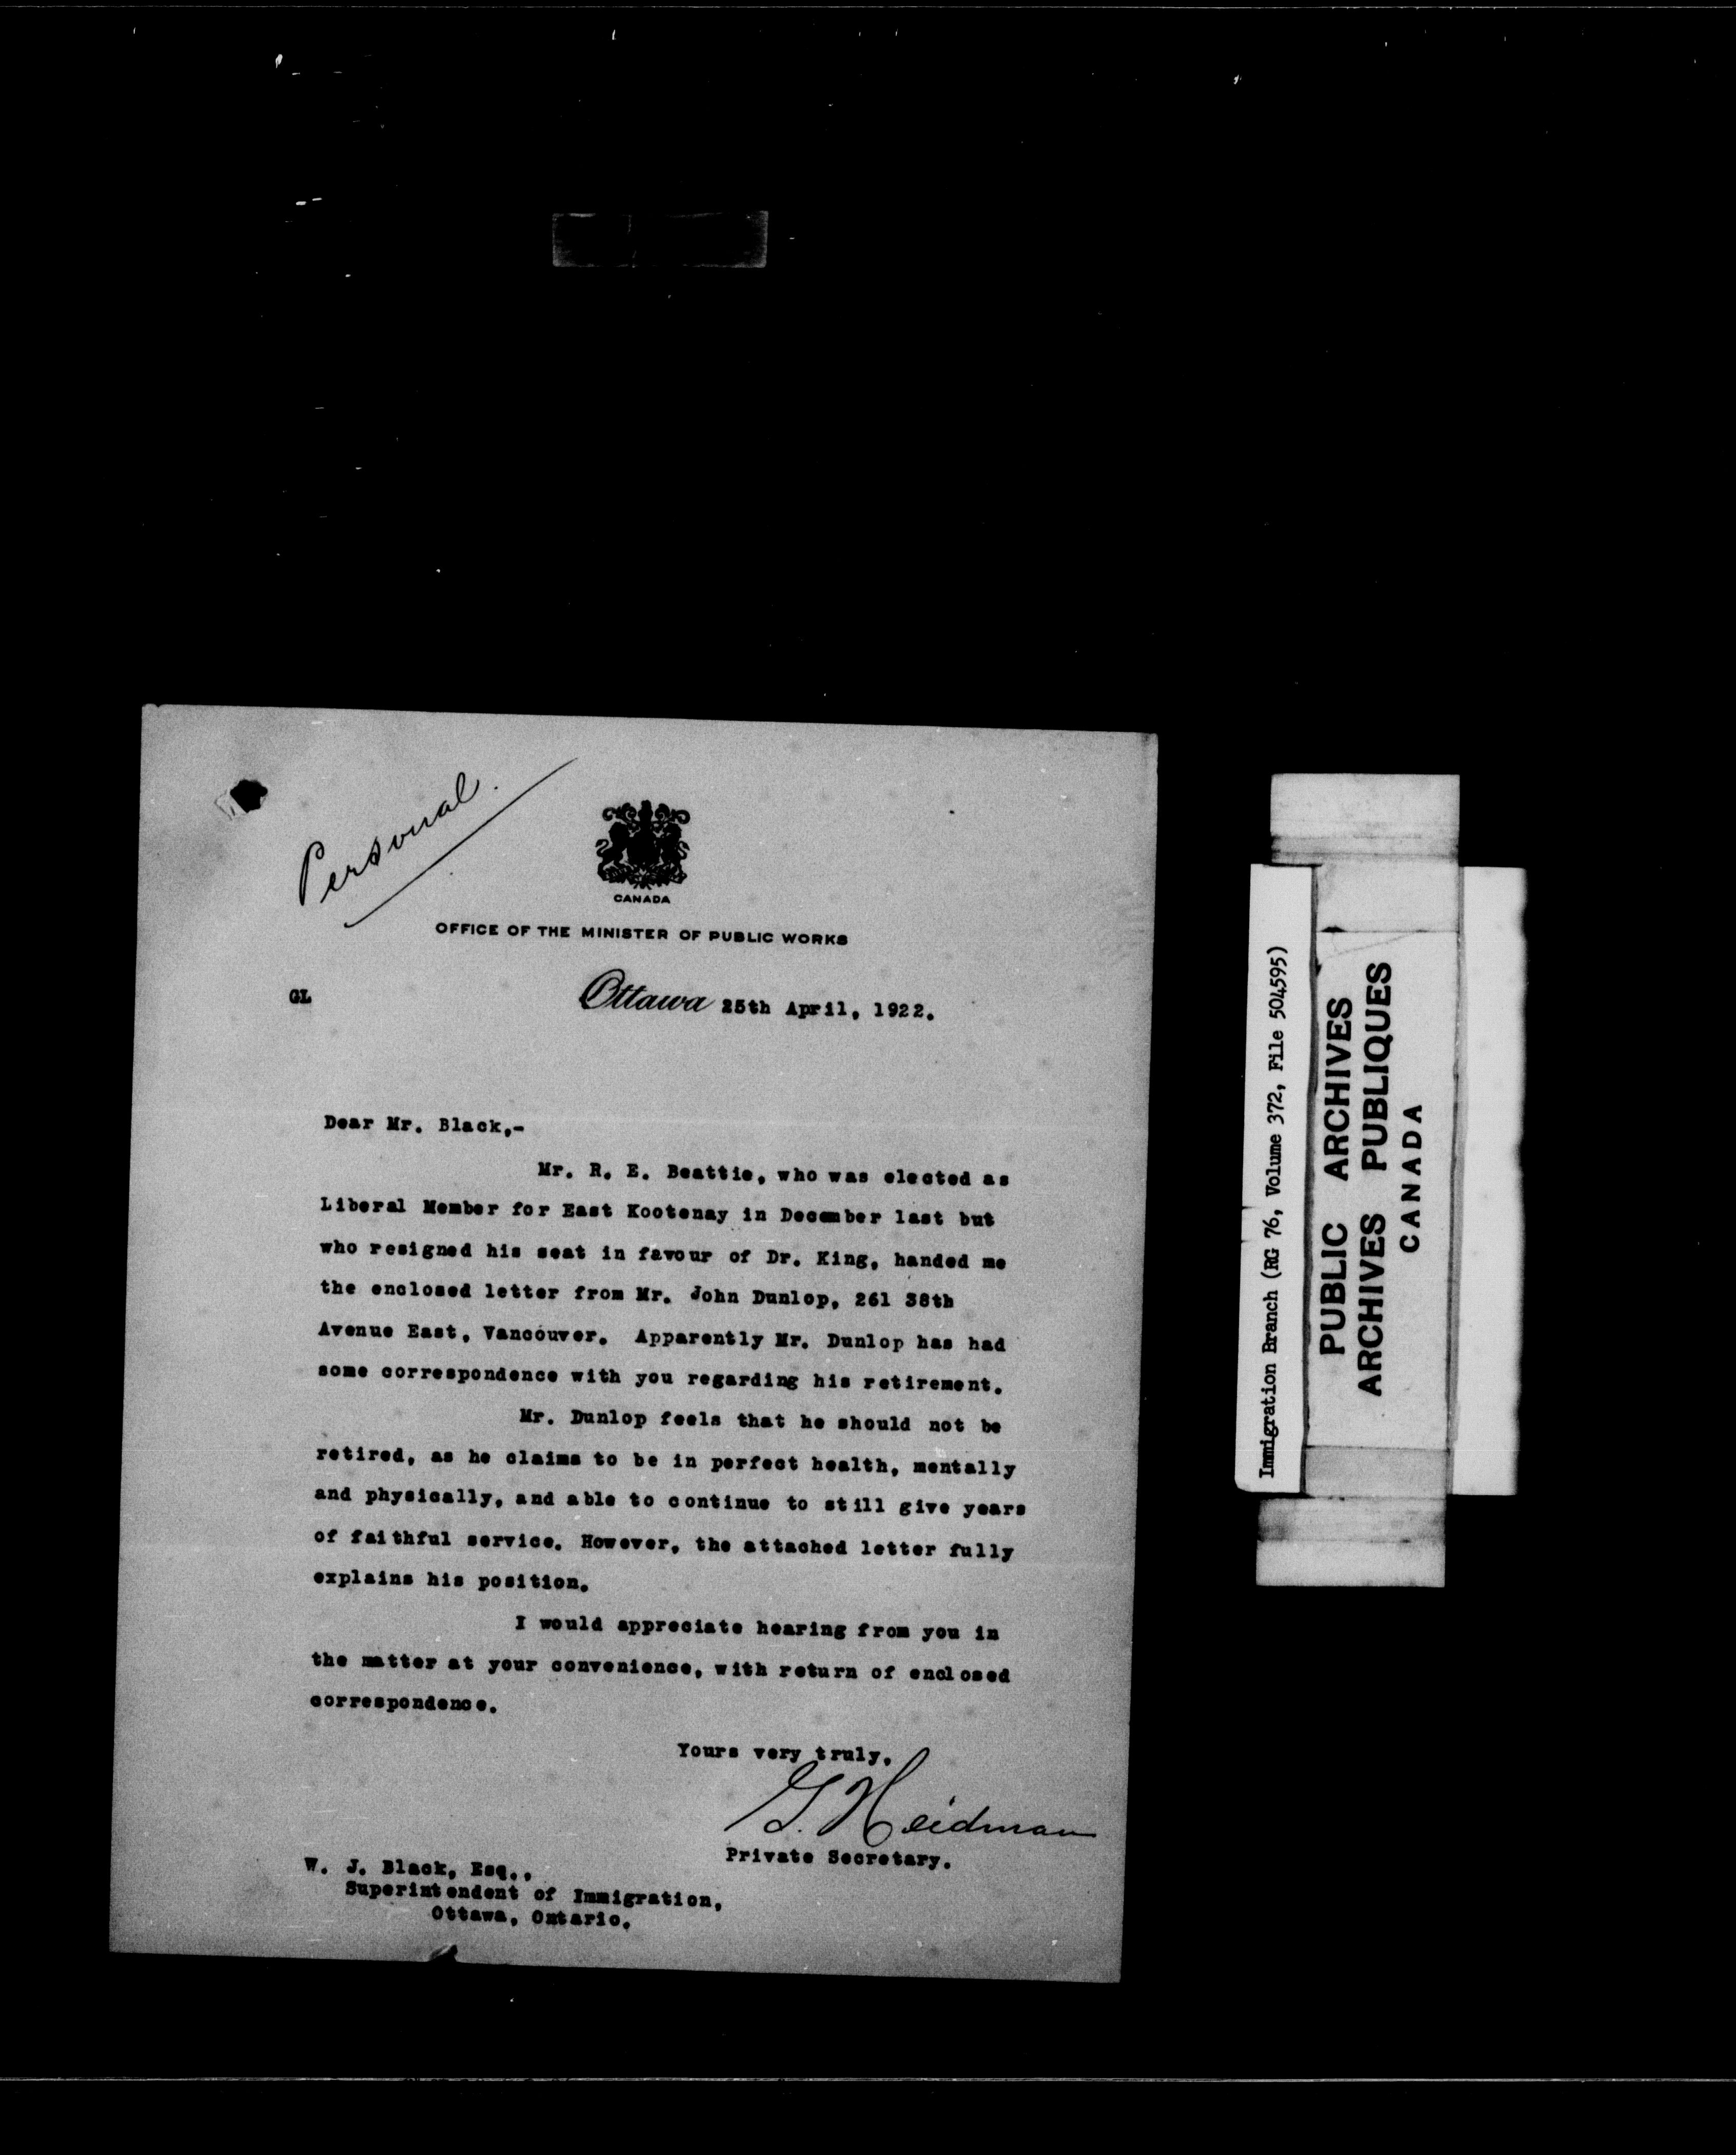 Personal.
CANADA
OFFICE OF THE MINISTER OF PUBLIC WORKS
GL
Ottawa 25th April, 1922.
Dear Mr. Black,-
Mr. R. E. Beattie, who was elected as
Liberal Member for East Kootenay in December last but
who resigned his seat in favour of Dr. King, handed me
the enclosed letter from Mr. John Dunlop, 261 38th
Avenue East, Vancouver. Apparently Mr. Dunlop has had
some correspondence with you regarding his retirement.
Mr. Dunlop feels that he should not be
retired, as he claims to be in perfect health, mentally
and physically, and able to continue to still give years
of faithful service. However, the attached letter fully
explains his position.
I would appreciate hearing from you in
the matter at your convenience, with return of enclosed
correspondence.
Yours very truly,
G. Heidman
Private Secretary.
W. J. Black, Esq.,
Superintendent of Immigration,
Ottawa, Ontario.
Immigration Branch (RG 76, Volume 372, File 504595)
PUBLIC ARCHIVES
ARCHIVES PUBLIQUES
CANADA